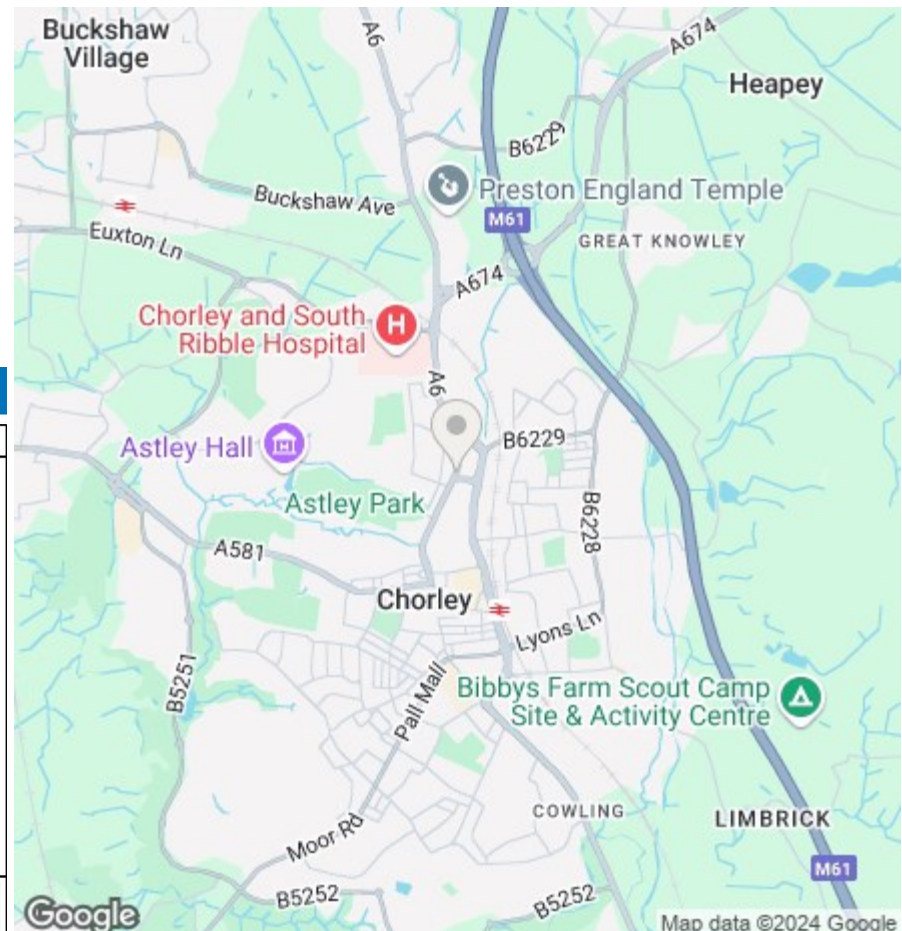 Buckshaw
Village
A6
A674
Heapey
B6229
Preston England Temple
Buckshaw Ave
M61
Euxton Ln
GREAT KNOWLEY
A674
Chorley and South
Ribble Hospital
H
A6
Astley Hall
B6229
Astley Park
B6228
A581
Chorley
Lyons Ln
B5251
Pall Mall
Bibbys Farm Scout Camp
Site & Activity Centre
COWLING
LIMBRICK
Moor Rd
M61
B5252
B5252
Google
Map data ©2024 Google